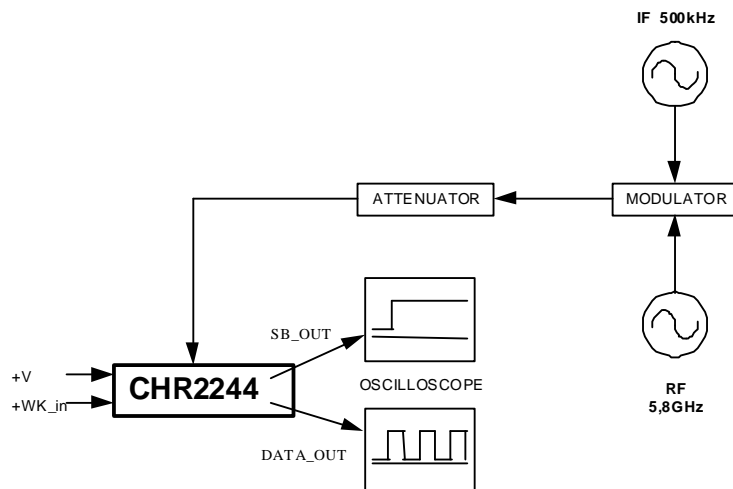 IF 500kHz
ATTENUATOR
MODULATOR
SB_OUT
+V
CHR2244
OSCILLOSCOPE
+WK_in
RF
5,8GHz
DATA_OUT